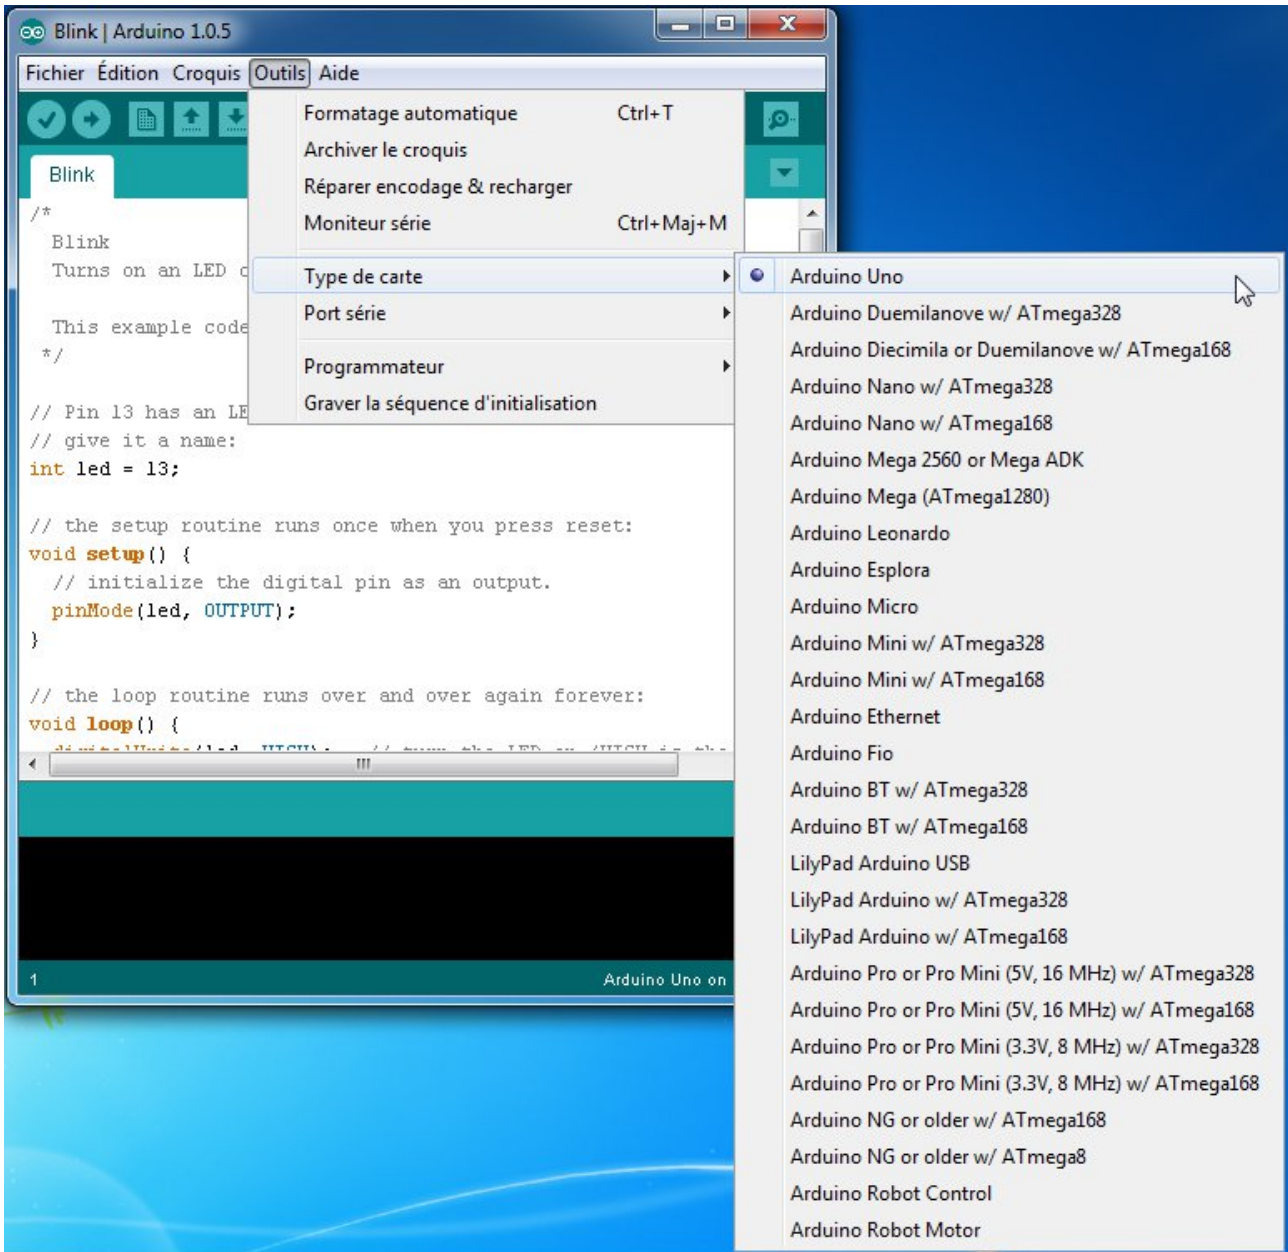 Blink | Arduino 1.0.5
Fichier Édition Croquis Outils Aide
Formatage automatique Ctrl+T
Archiver le croquis
Réparer encodage & recharger
Moniteur série Ctrl+Maj+M
Type de carte
Port série
Programmateur
Graver la séquence d'initialisation
Blink
/*
Blink
Turns on an LED
This example code
*/
// Pin 13 has an
// give it a name:
int led = 13;
// the setup routine runs once when you press reset:
void setup() {
// initialize the digital pin as an output.
pinMode(led, OUTPUT);
}
// the loop routine runs over and over again forever:
void loop() {
1 Arduino Uno on
Arduino Uno
Arduino Duemilanove w/ ATmega328
Arduino Diecimila or Duemilanove w/ ATmega168
Arduino Nano w/ ATmega328
Arduino Nano w/ ATmega168
Arduino Mega 2560 or Mega ADK
Arduino Mega (ATmega1280)
Arduino Leonardo
Arduino Esplora
Arduino Micro
Arduino Mini w/ ATmega328
Arduino Mini w/ ATmega168
Arduino Ethernet
Arduino Fio
Arduino BT w/ ATmega328
Arduino BT w/ ATmega168
LilyPad Arduino USB
LilyPad Arduino w/ ATmega328
LilyPad Arduino w/ ATmega168
Arduino Pro or Pro Mini (5V, 16 MHz) w/ ATmega328
Arduino Pro or Pro Mini (5V, 16 MHz) w/ ATmega168
Arduino Pro or Pro Mini (3.3V, 8 MHz) w/ ATmega328
Arduino Pro or Pro Mini (3.3V, 8 MHz) w/ ATmega168
Arduino NG or older w/ ATmega168
Arduino NG or older w/ ATmega8
Arduino Robot Control
Arduino Robot Motor